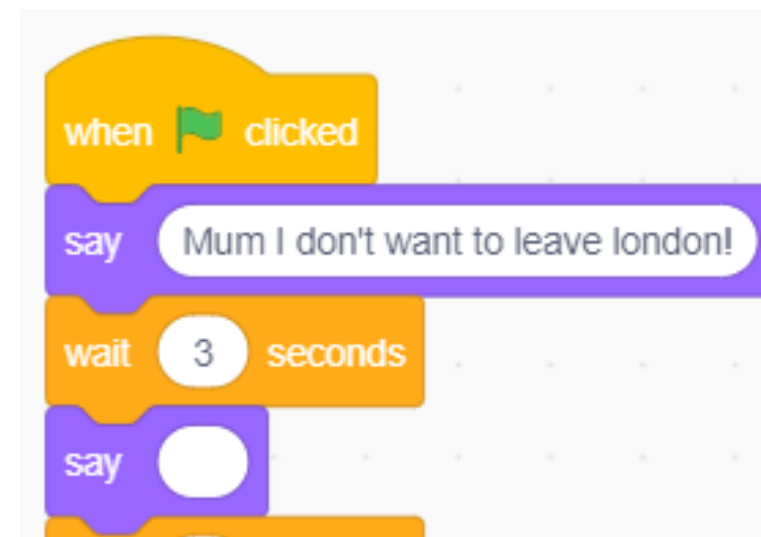 when clicked
say Mum I don't want to leave london!
wait 3 seconds
say